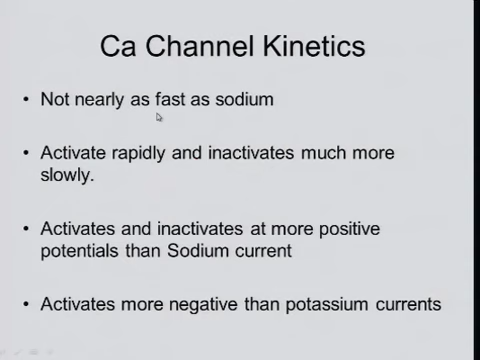 Ca Channel Kinetics
• Not nearly as fast as sodium
• Activate rapidly and inactivates much more
slowly.
• Activates and inactivates at more positive
potentials than Sodium current
• Activates more negative than potassium currents